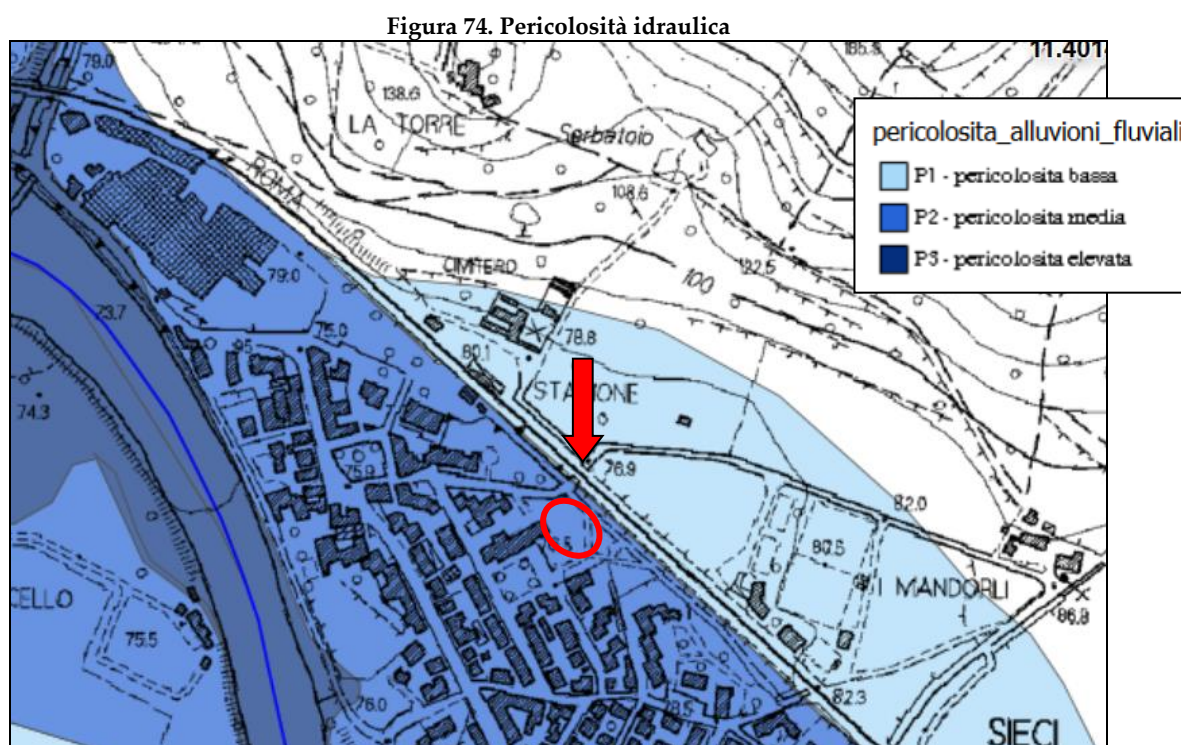 Figura 74. Pericolosità idraulica
79.0
185.8
11.401
138.6
LA TORRE
Serbatoio
pericolosita_alluvioni_fluviali
P1 - pericolosita bassa
P2 - pericolosita media
P3 - pericolosita elevata
ROMA
108.6
79.0
CIMITERO
100
122.5
73.7
75.0
78.8
95
80.1
74.3
STAZIONE
75.9
76.9
82.0
80.5
I MANDORLI
CELLO
86.8
75.5
76.0
78.5
82.3
SIECI